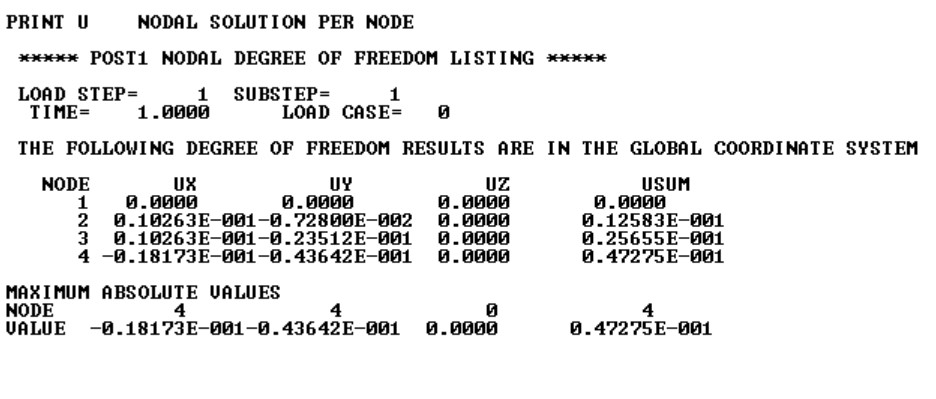 PRINT U     NODAL SOLUTION PER NODE
***** POST1 NODAL DEGREE OF FREEDOM LISTING *****
LOAD STEP=     1  SUBSTEP=     1
TIME=    1.0000      LOAD CASE=   0
THE FOLLOWING DEGREE OF FREEDOM RESULTS ARE IN THE GLOBAL COORDINATE SYSTEM
NODE       UX           UY           UZ           USUM
1   0.0000       0.0000       0.0000       0.0000
2  0.10263E-001-0.72800E-002  0.0000      0.12583E-001
3  0.10263E-001-0.23512E-001  0.0000      0.25655E-001
4 -0.18173E-001-0.43642E-001  0.0000      0.47275E-001
MAXIMUM ABSOLUTE VALUES
NODE          4            4            0            4
VALUE  -0.18173E-001-0.43642E-001  0.0000      0.47275E-001